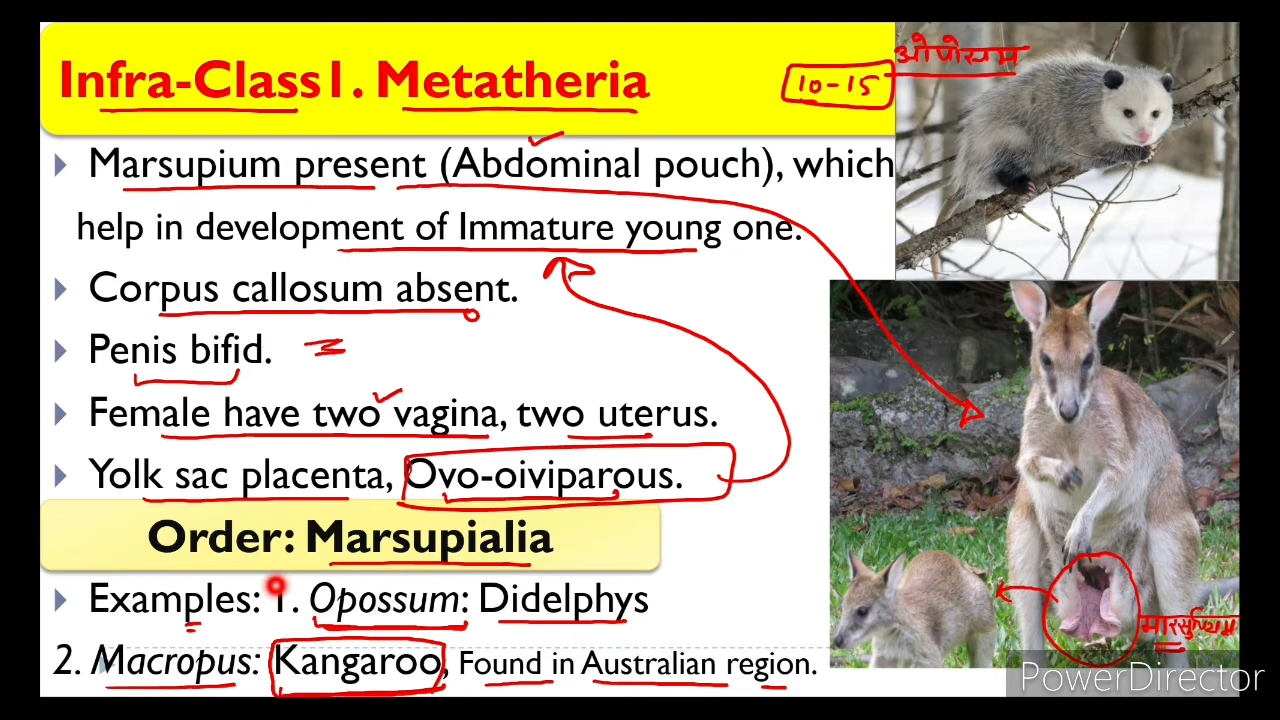 Infra-Class1. Metatheria
10-15
ओपोस्यम
Marsupium present (Abdominal pouch), which
help in development of Immature young one.
Corpus callosum absent.
Penis bifid.
Female have two vagina, two uterus.
Yolk sac placenta, Ovo-oiviparous.
Order: Marsupialia
Examples: 1. Opossum: Didelphys
2. Macropus: Kangaroo, Found in Australian region.
मारसुपियम
PowerDirector